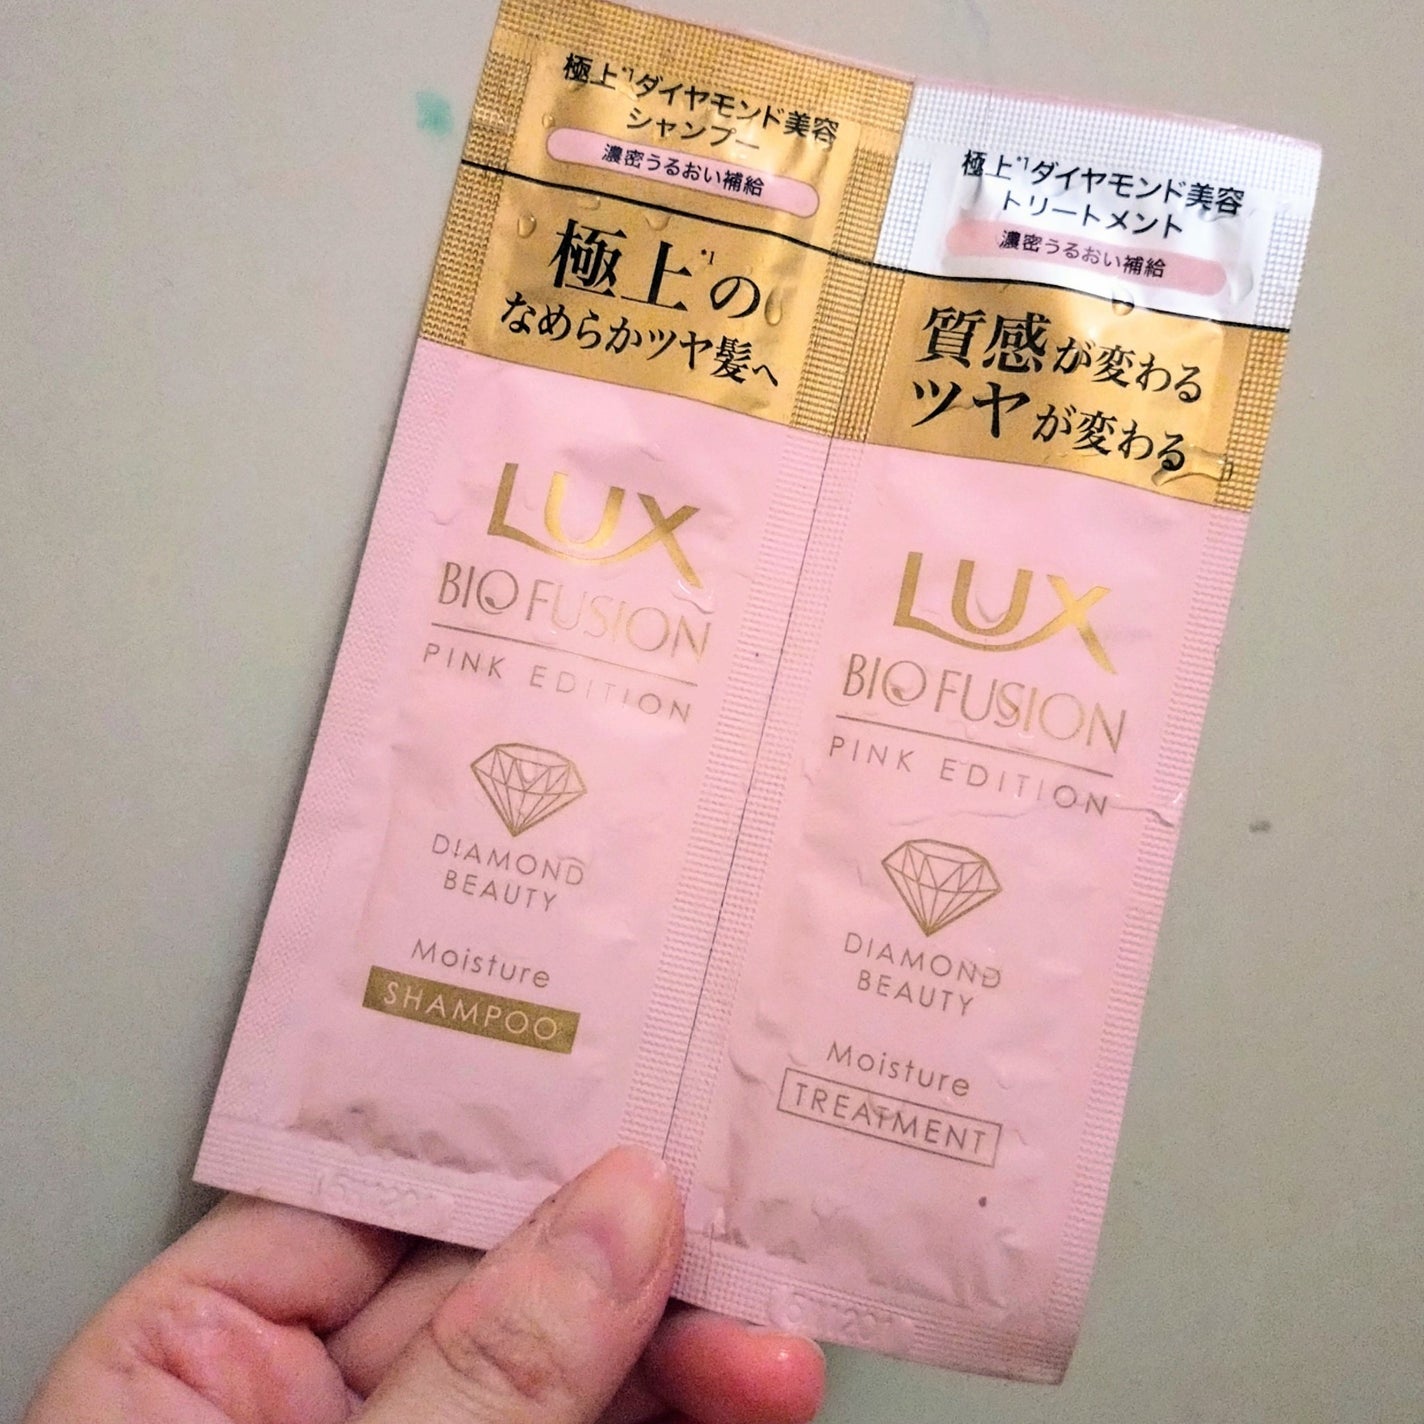 極上*1ダイヤモンド美容
シャンプー
濃密うるおい補給
極上*1の
なめらかツヤ髪へ
LUX
BIO FUSION
PINK EDITION
DIAMOND
BEAUTY
Moisture
SHAMPOO
極上*1ダイヤモンド美容
トリートメント
濃密うるおい補給
質感が変わる
ツヤが変わる
LUX
BIO FUSION
PINK EDITION
DIAMOND
BEAUTY
Moisture
TREATMENT